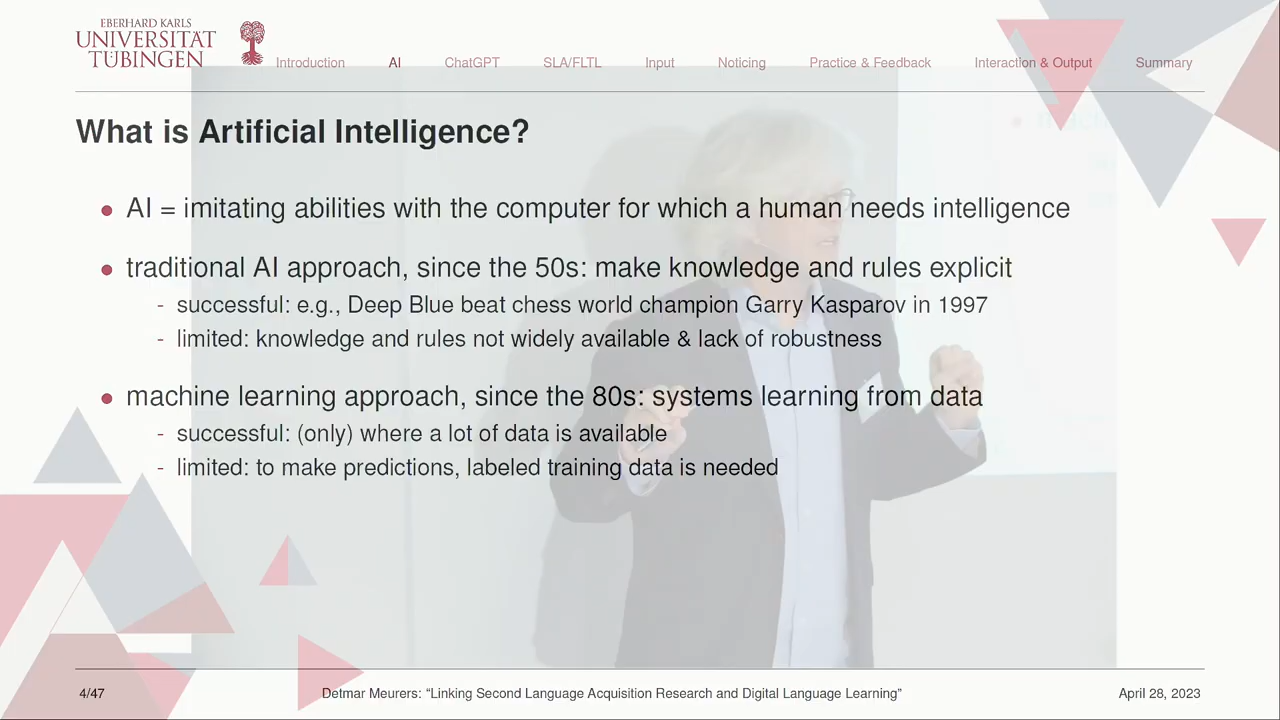 EBERHARD KARLS
UNIVERSITÄT
TÜBINGEN
Introduction AI ChatGPT SLA/FLTL Input Noticing Practice & Feedback Interaction & Output Summary
What is Artificial Intelligence?
• AI = imitating abilities with the computer for which a human needs intelligence
• traditional AI approach, since the 50s: make knowledge and rules explicit
- successful: e.g., Deep Blue beat chess world champion Garry Kasparov in 1997
- limited: knowledge and rules not widely available & lack of robustness
• machine learning approach, since the 80s: systems learning from data
- successful: (only) where a lot of data is available
- limited: to make predictions, labeled training data is needed
4/47 Detmar Meurers: “Linking Second Language Acquisition Research and Digital Language Learning” April 28, 2023